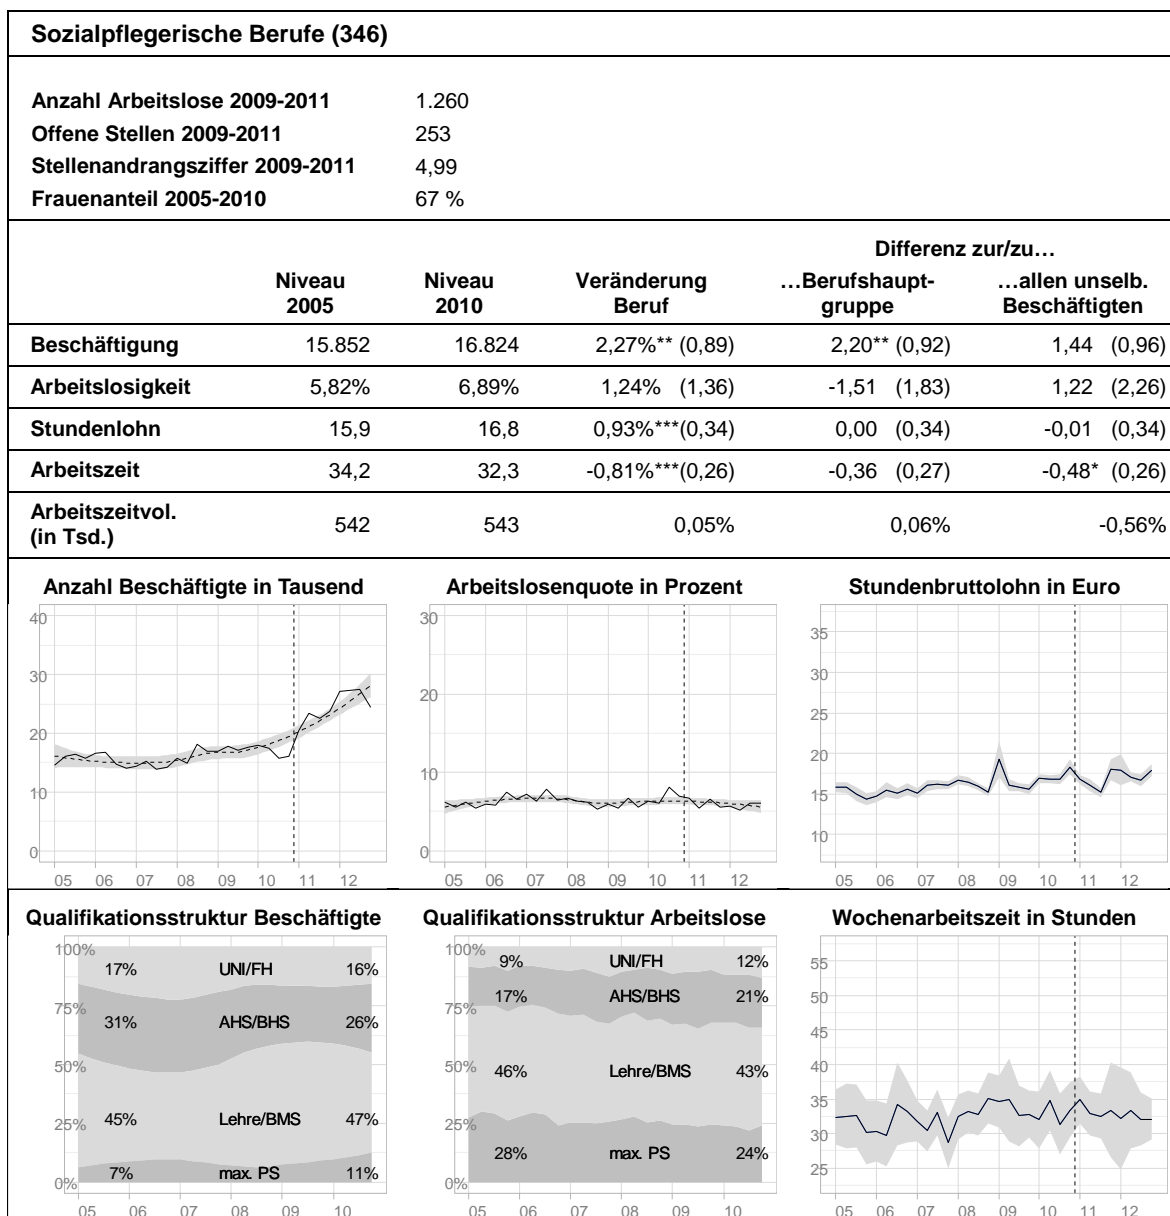 Sozialpflegerische Berufe (346)
Anzahl Arbeitslose 2009-2011 1.260
Offene Stellen 2009-2011 253
Stellenandrangsziffer 2009-2011 4,99
Frauenanteil 2005-2010 67 %
Differenz zur/zu…
Niveau Niveau Veränderung …Berufshaupt- …allen unselb.
2005 2010 Beruf gruppe Beschäftigten
Beschäftigung 15.852 16.824 2,27%** (0,89) 2,20** (0,92) 1,44 (0,96)
Arbeitslosigkeit 5,82% 6,89% 1,24% (1,36) -1,51 (1,83) 1,22 (2,26)
Stundenlohn 15,9 16,8 0,93%***(0,34) 0,00 (0,34) -0,01 (0,34)
Arbeitszeit 34,2 32,3 -0,81%***(0,26) -0,36 (0,27) -0,48* (0,26)
Arbeitszeitvol.
(in Tsd.) 542 543 0,05% 0,06% -0,56%
Anzahl Beschäftigte in Tausend
40
30
20
10
0
05 06 07 08 09 10 11 12
Arbeitslosenquote in Prozent
30
20
10
0
05 06 07 08 09 10 11 12
Stundenbruttolohn in Euro
35
30
25
20
15
10
05 06 07 08 09 10 11 12
Qualifikationsstruktur Beschäftigte
100%
17% UNI/FH 16%
75%
31% AHS/BHS 26%
50%
45% Lehre/BMS 47%
25%
7% max. PS 11%
0%
05 06 07 08 09 10
Qualifikationsstruktur Arbeitslose
100%
9% UNI/FH 12%
75%
17% AHS/BHS 21%
50%
46% Lehre/BMS 43%
25%
28% max. PS 24%
0%
05 06 07 08 09 10
Wochenarbeitszeit in Stunden
55
50
45
40
35
30
25
05 06 07 08 09 10 11 12